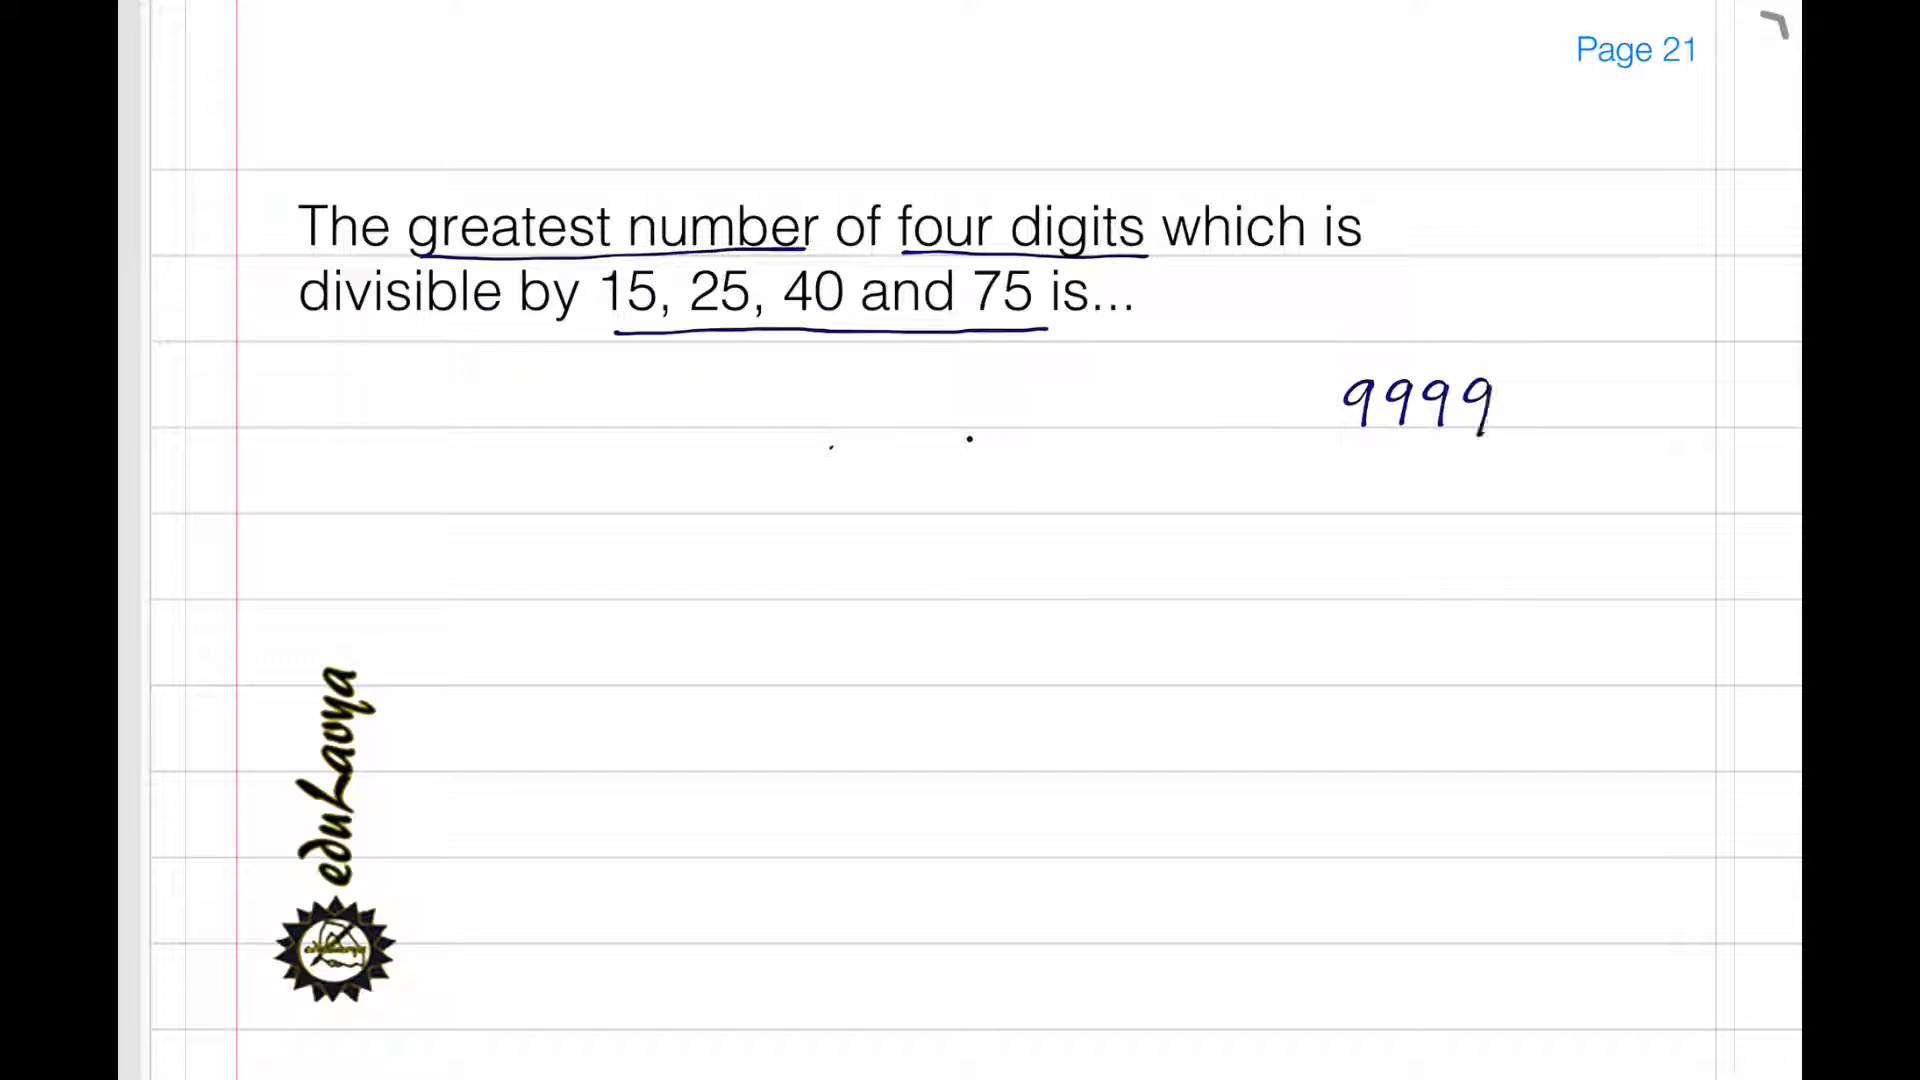 Page 21
The greatest number of four digits which is
divisible by 15, 25, 40 and 75 is...
9999
eduLavya